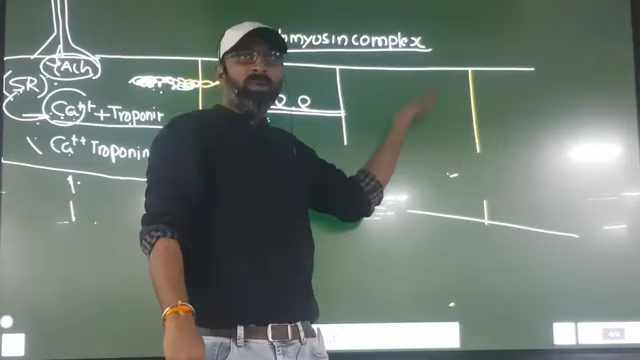 myosin complex
Ach
SR
Ca++ + Troponin
Ca++ Troponin